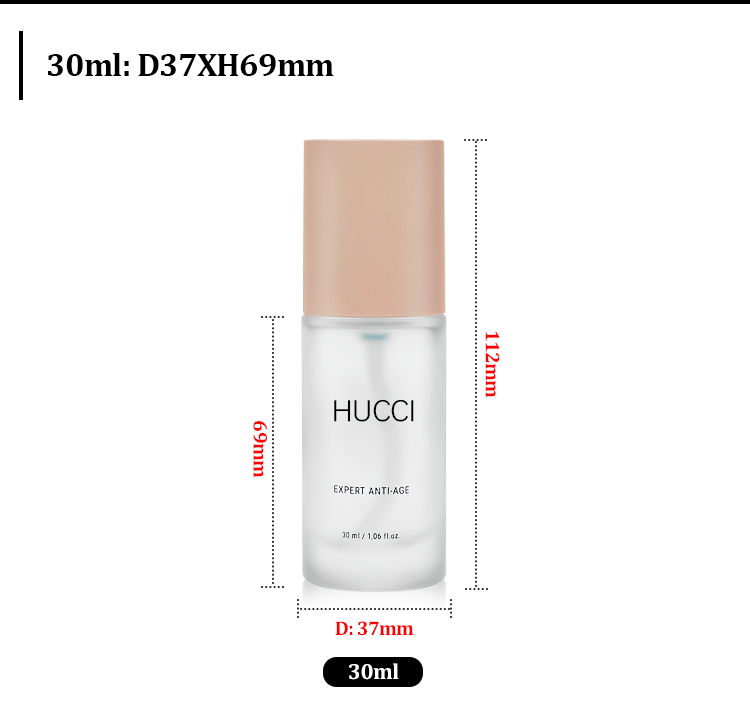 30ml: D37XH69mm
112mm
HUCCI
69mm
EXPERT ANTI-AGE
30 ml / 1,06 fl.oz.
D: 37mm
30ml